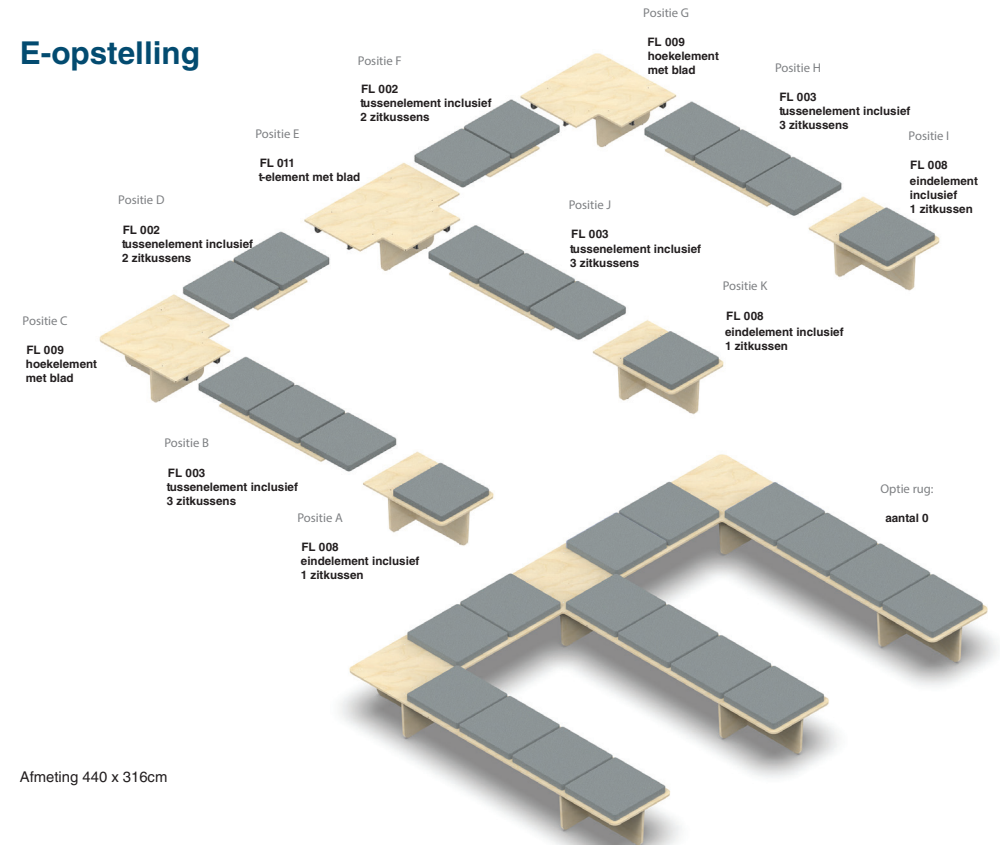 E-opstelling
Positie G
FL 009
hoekelement
met blad
Positie F
FL 002
tussenelement inclusief
2 zitkussens
Positie H
FL 003
tussenelement inclusief
3 zitkussens
Positie E
FL 011
t-element met blad
Positie I
FL 008
eindelement
inclusief
1 zitkussen
Positie D
FL 002
tussenelement inclusief
2 zitkussens
Positie J
FL 003
tussenelement inclusief
3 zitkussens
Positie K
FL 008
eindelement inclusief
1 zitkussen
Positie C
FL 009
hoekelement
met blad
Positie B
FL 003
tussenelement inclusief
3 zitkussens
Positie A
FL 008
eindelement inclusief
1 zitkussen
Optie rug:
aantal 0
Afmeting 440 x 316cm